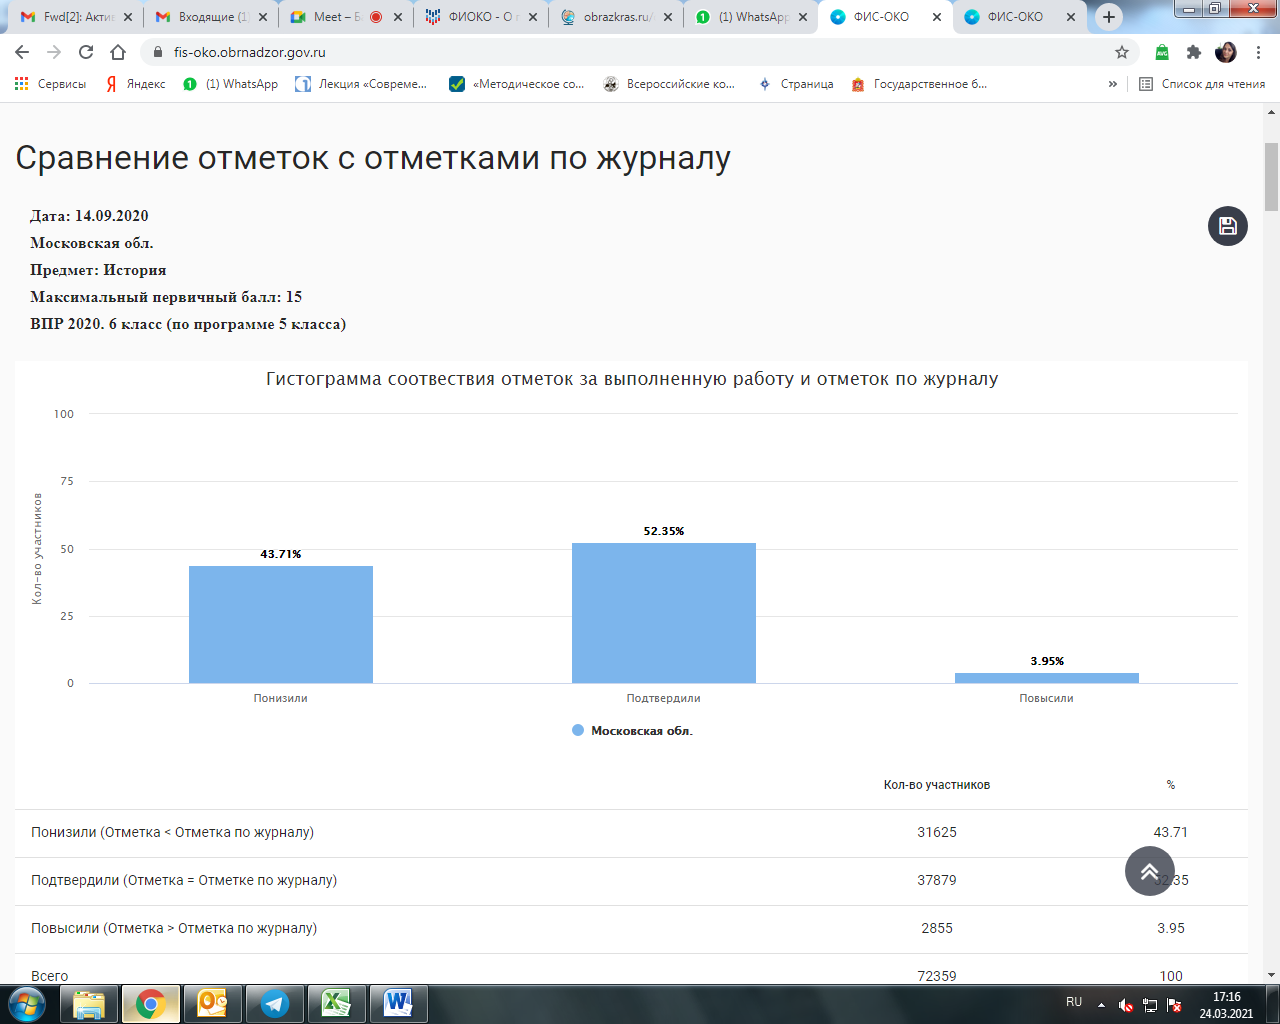 Fwd[2]: Акти
Входящие (1
Meet – Б
ФИОКО - О п
obrazkras.ru/
(1) WhatsApp
ФИС-ОКО
ФИС-ОКО
fis-oko.obrnadzor.gov.ru
Сервисы
Яндекс
(1) WhatsApp
Лекция «Совреме...
«Методическое со...
Всероссийские ко...
Страница
Государственное б...
»
Список для чтения
Сравнение отметок с отметками по журналу
Дата: 14.09.2020
Московская обл.
Предмет: История
Максимальный первичный балл: 15
ВПР 2020. 6 класс (по программе 5 класса)
Гистограмма соотвествия отметок за выполненную работу и отметок по журналу
Кол-во участников
100
75
50
25
0
43.71%
52.35%
3.95%
Понизили
Подтвердили
Повысили
Московская обл.
Кол-во участников %
Понизили (Отметка < Отметка по журналу) 31625 43.71
Подтвердили (Отметка = Отметке по журналу) 37879 52.35
Повысили (Отметка > Отметка по журналу) 2855 3.95
Всего 72359 100
RU
17:16
24.03.2021